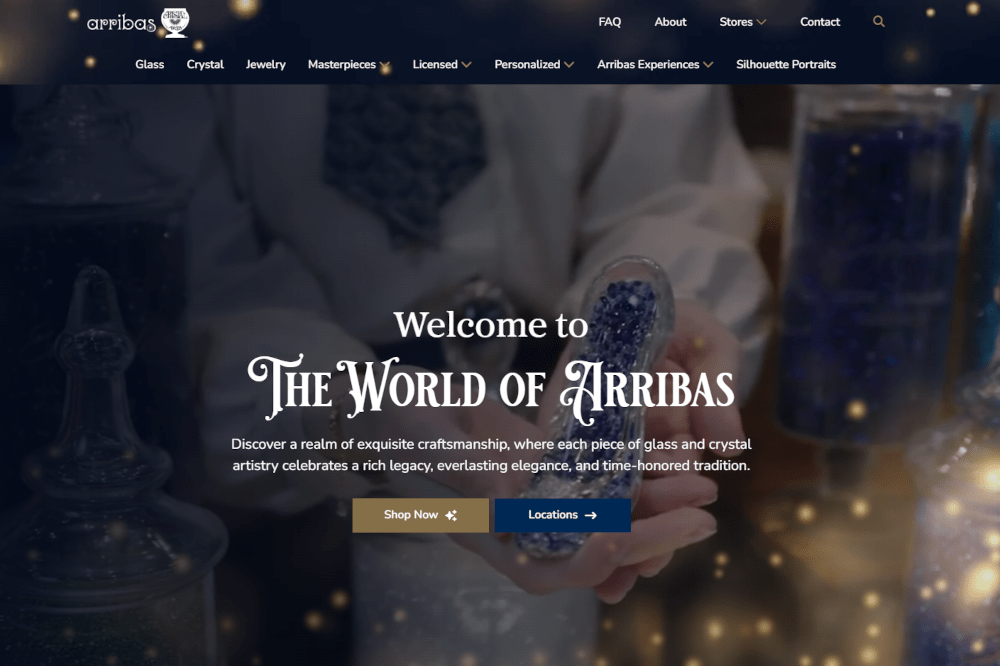 arribas
FAQ About Stores Contact
Glass Crystal Jewelry Masterpieces Licensed Personalized Arribas Experiences Silhouette Portraits
Welcome to
The World of Arribas
Discover a realm of exquisite craftsmanship, where each piece of glass and crystal
artistry celebrates a rich legacy, everlasting elegance, and time-honored tradition.
Shop Now
Locations